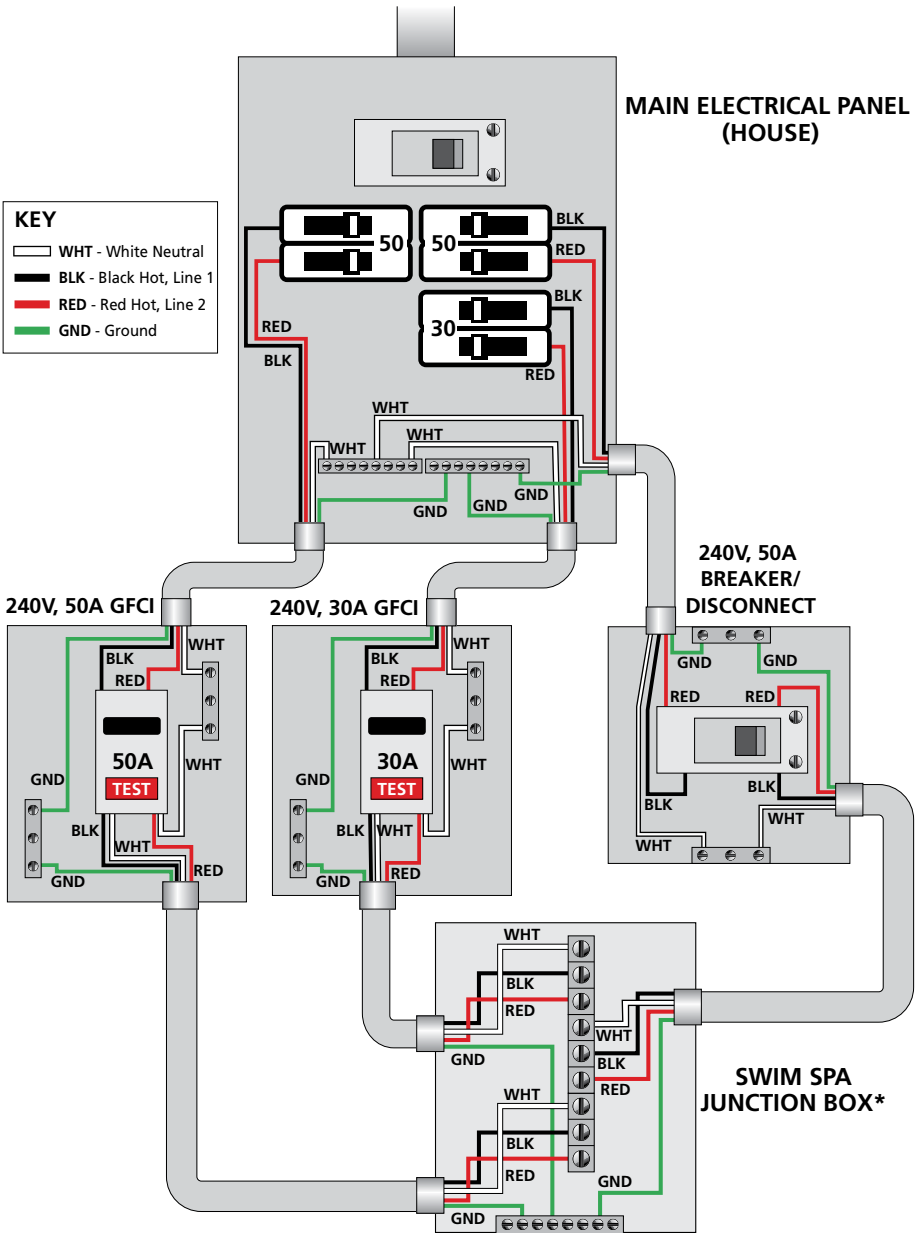 MAIN ELECTRICAL PANEL
(HOUSE)
KEY
WHT - White Neutral
BLK - Black Hot, Line 1
RED - Red Hot, Line 2
GND - Ground
50
50
BLK
RED
30
BLK
RED
RED
BLK
WHT
WHT
WHT
GND
GND
GND
240V, 50A GFCI
WHT
BLK
RED
50A
TEST
WHT
GND
BLK
WHT
RED
GND
240V, 30A GFCI
WHT
BLK
RED
30A
TEST
WHT
GND
BLK
WHT
RED
GND
240V, 50A
BREAKER/
DISCONNECT
GND
GND
RED
RED
BLK
BLK
WHT
WHT
WHT
BLK
RED
GND
WHT
BLK
RED
WHT
BLK
RED
GND
GND
SWIM SPA
JUNCTION BOX*